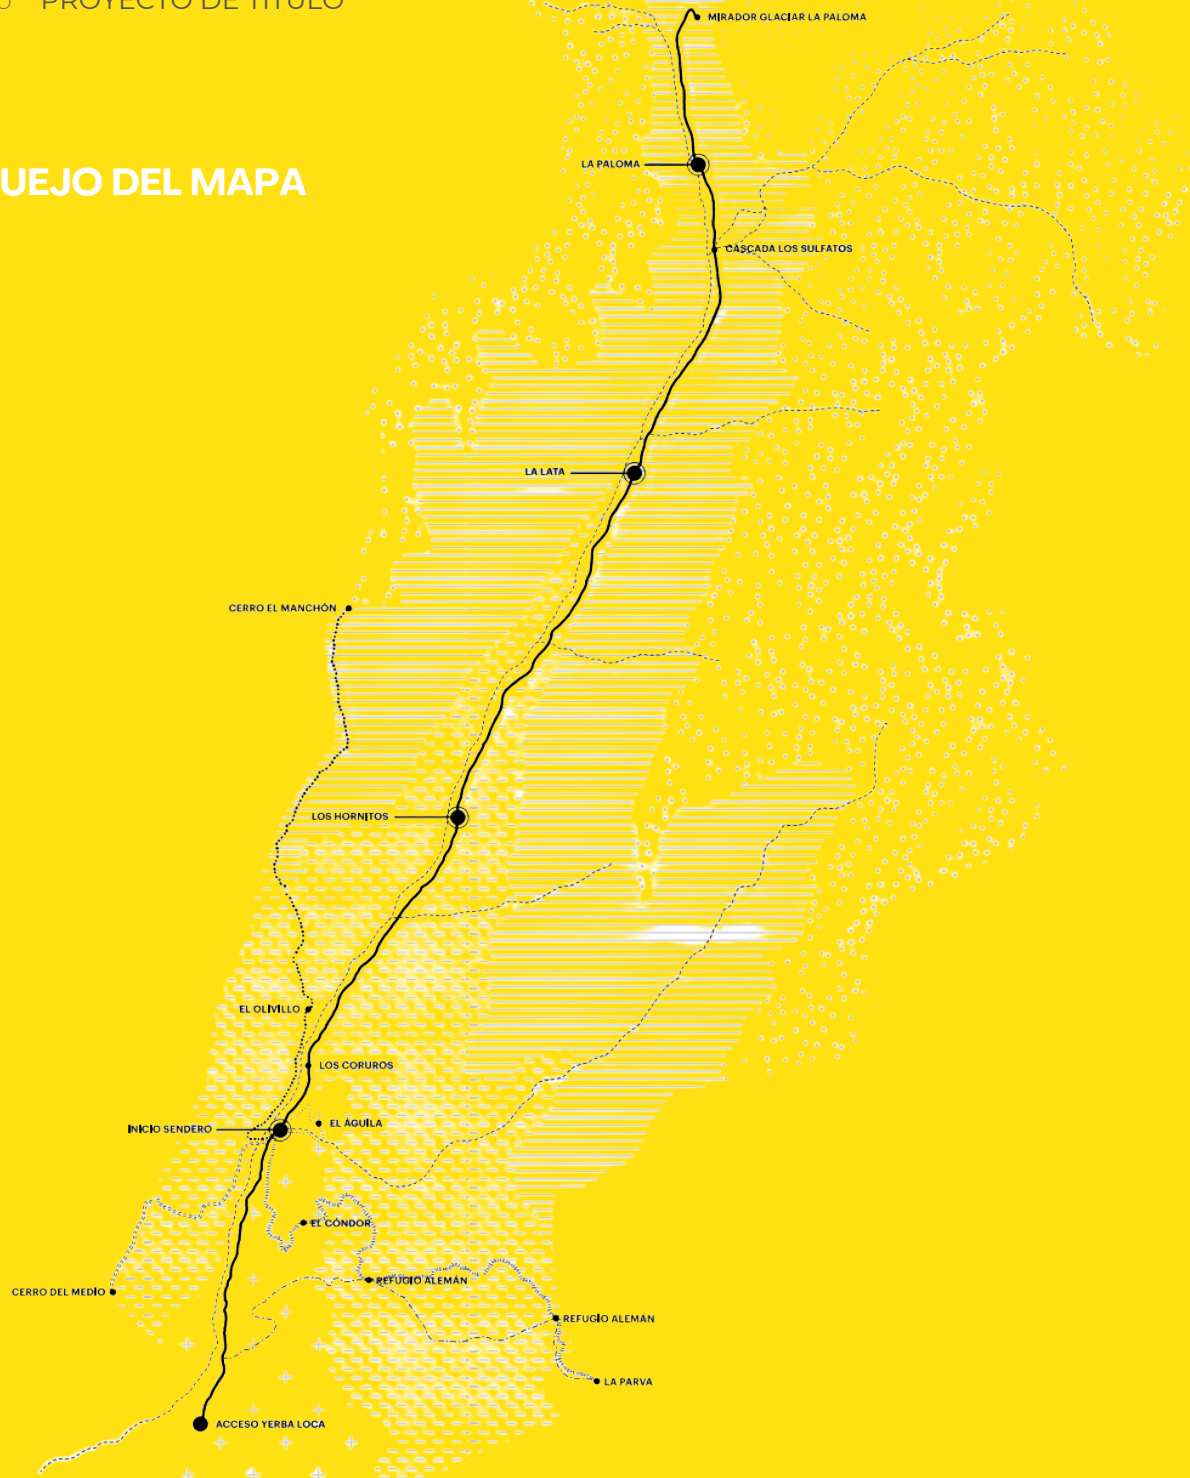 PROYECTO DE TÍTULO
MIRADOR GLACIAR LA PALOMA
LA PALOMA
UEJO DEL MAPA
CASCADA LOS SULFATOS
LA LATA
CERRO EL MANCHÓN
LOS HORNITOS
EL OLIVILLO
LOS CORUROS
EL ÁGUILA
INICIO SENDERO
EL CÓNDOR
REFUGIO ALEMÁN
CERRO DEL MEDIO
REFUGIO ALEMÁN
LA PARVA
ACCESO YERBA LOCA